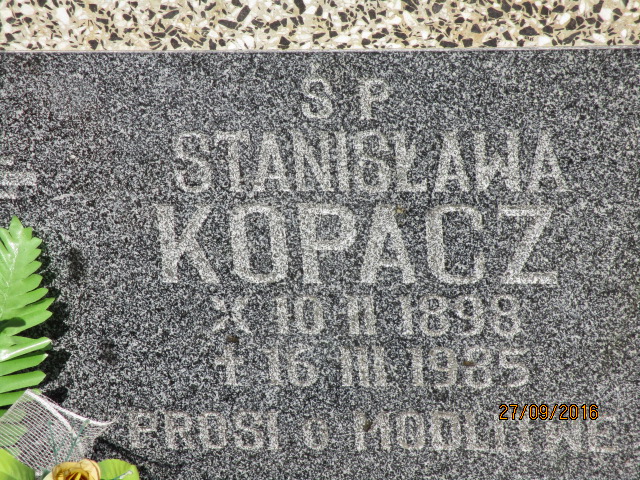 Ś P
STANISŁAWA
KOPACZ
* 10 II 1898
† 16 III 1985
PROSI O MODLITWĘ
27/09/2016